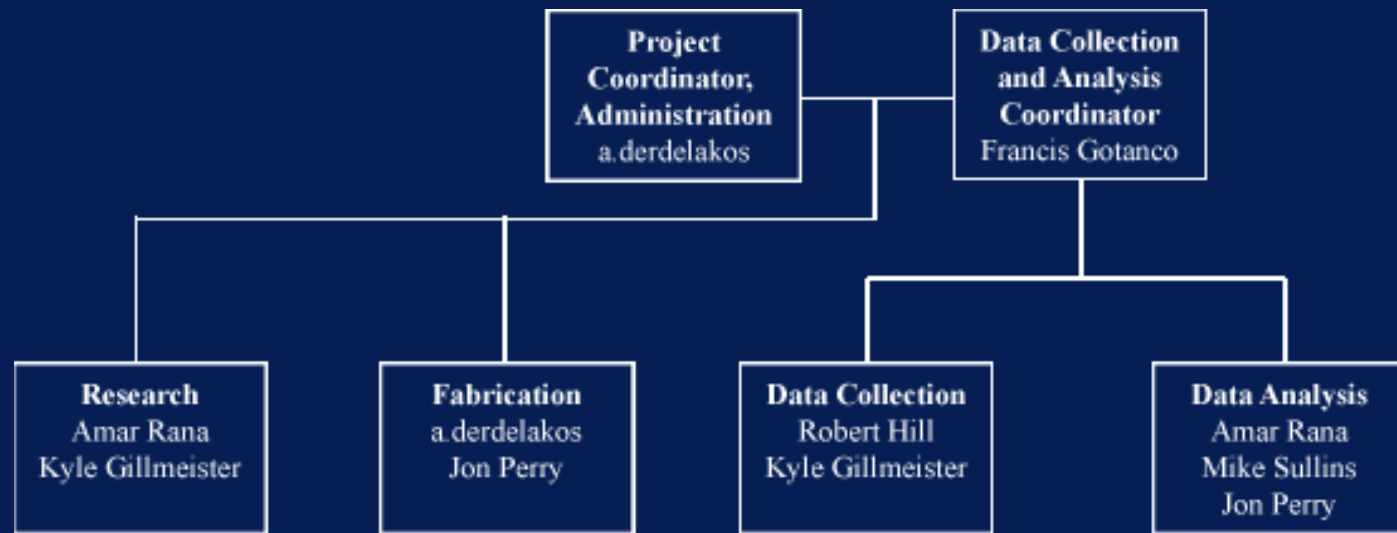 Project
Coordinator,
Administration
a.derdelakos
Data Collection
and Analysis
Coordinator
Francis Gotanco
Research
Amar Rana
Kyle Gillmeister
Fabrication
a.derdelakos
Jon Perry
Data Collection
Robert Hill
Kyle Gillmeister
Data Analysis
Amar Rana
Mike Sullins
Jon Perry